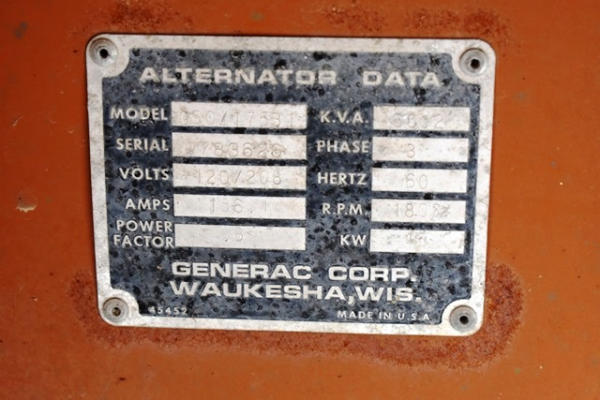 ALTERNATOR DATA
MODEL
K.V.A.
SERIAL
PHASE 3
VOLTS 120/208 HERTZ 60
AMPS
R.P.M.
POWER FACTOR
KW
GENERAC CORP.
WAUKESHA, WIS.
45452 MADE IN U.S.A.